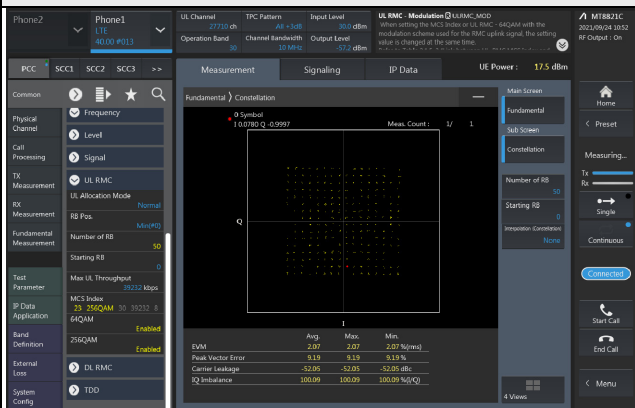 Phone2
Phone1
LTE
40.00 #013
UL Channel
27710 ch
TPC Pattern
All +3dB
Input Level
30.0 dBm
Operation Band
30
Channel Bandwidth
10 MHz
Output Level
-57.2 dBm
UL RMC - Modulation ULRMC_MOD
When setting the MCS Index or UL RMC - 64QAM with the
modulation scheme used for the RMC uplink signal, the setting
value is changed at the same time.
MT8821C
2021/09/24 10:52
RF Output : On
PCC
SCC1
SCC2
SCC3
>>
Measurement
Signaling
IP Data
UE Power : 17.5 dBm
Common
Physical
Channel
Call
Processing
TX
Measurement
RX
Measurement
Fundamental
Measurement
Test
Parameter
IP Data
Application
Band
Definition
External
Loss
System
Config
Frequency
Level
Signal
UL RMC
UL Allocation Mode
Normal
RB Pos.
Min(#0)
Number of RB
50
Starting RB
0
Max UL Throughput
39232 kbps
MCS Index
23 256QAM 30 39232 8
64QAM
Enabled
256QAM
Enabled
DL RMC
TDD
Fundamental ⟩ Constellation
0 Symbol
I 0.0780 Q -0.9997
Meas. Count : 1/ 1
Q
I
Avg. Max. Min.
EVM 2.07 2.07 2.07 %(rms)
Peak Vector Error 9.19 9.19 9.19 %
Carrier Leakage -52.05 -52.05 -52.05 dBc
IQ Imbalance 100.09 100.09 100.09 %(I/Q)
Main Screen
Fundamental
Sub Screen
Constellation
Number of RB
50
Starting RB
0
Interpolation (Constellation)
None
4 Views
Home
< Preset
Measuring...
Tx
Rx
Single
Continuous
Connected
Start Call
End Call
< Menu